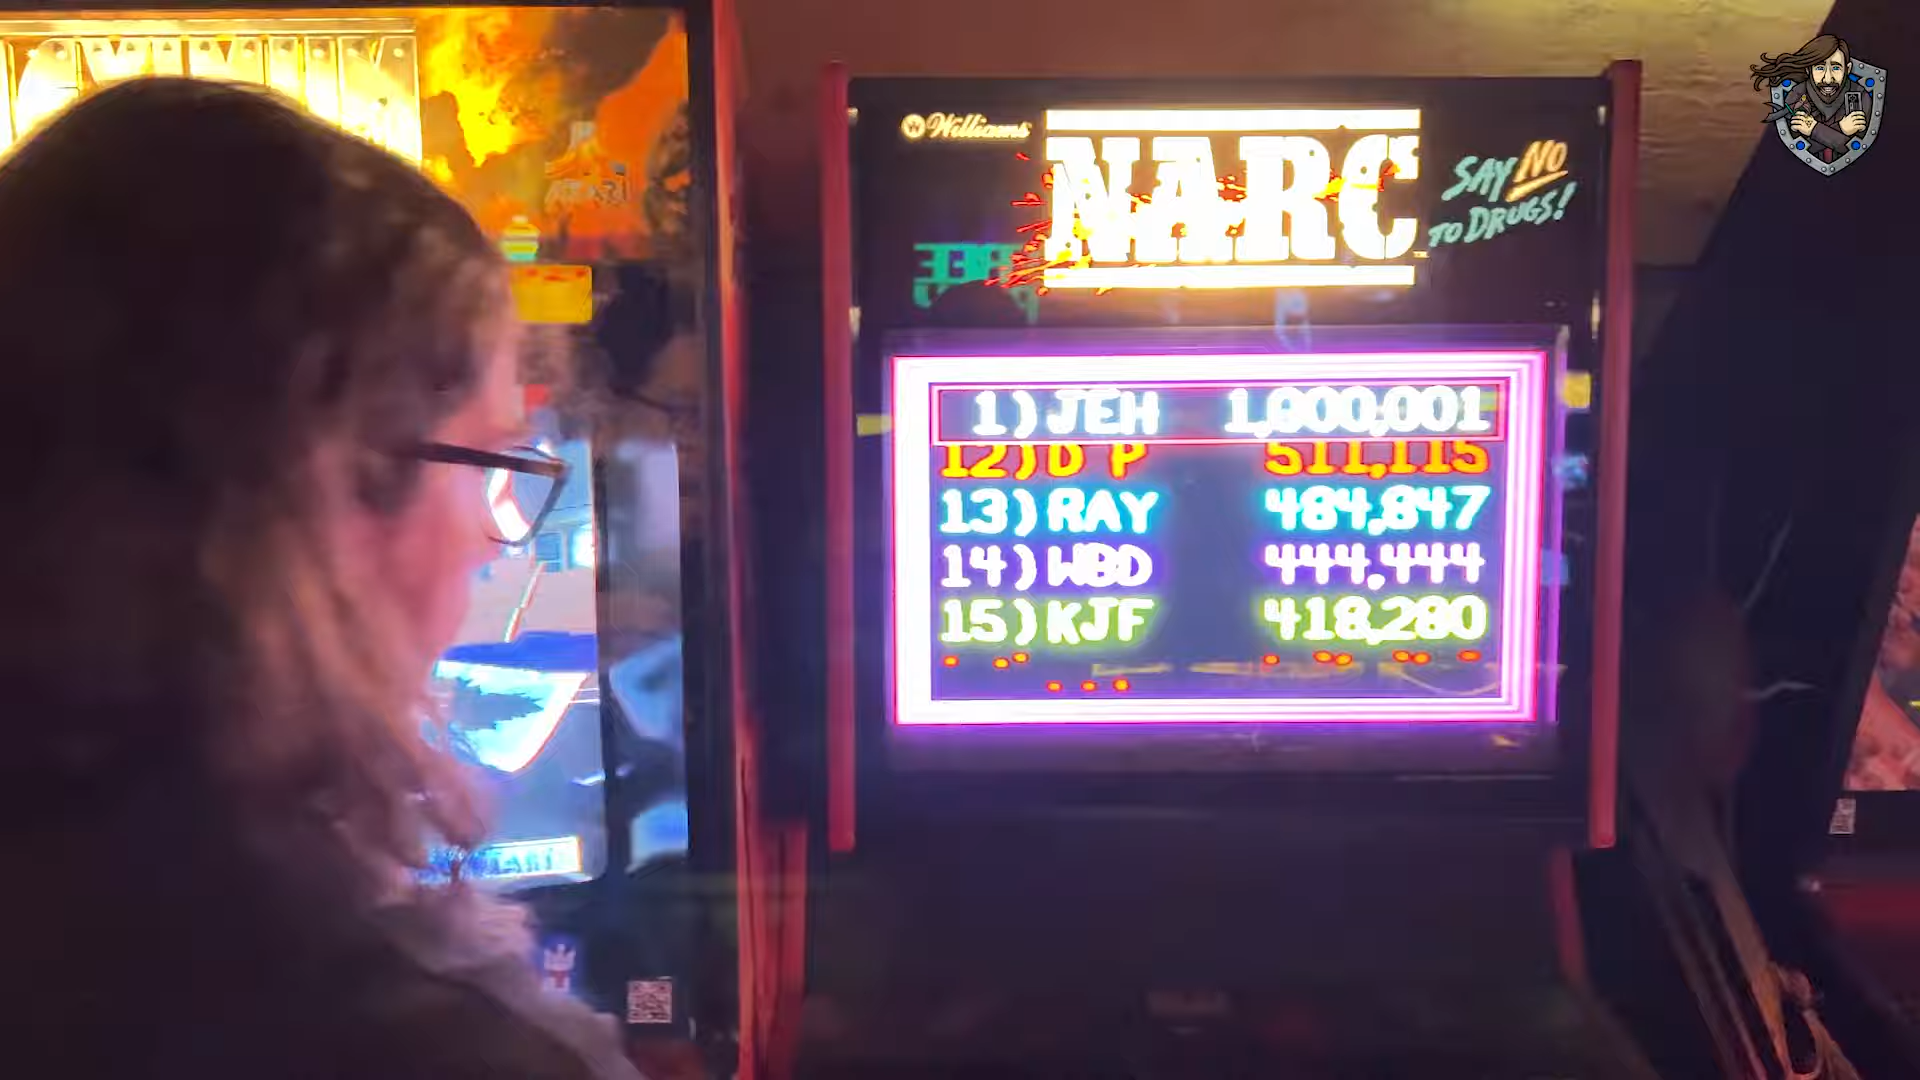 Williams
NARC
SAY NO
TO DRUGS!
ATARI
1) JEH 1,000,001
12) D P 511,115
13) RAY 484,847
14) WBD 444,444
15) KJF 418,280